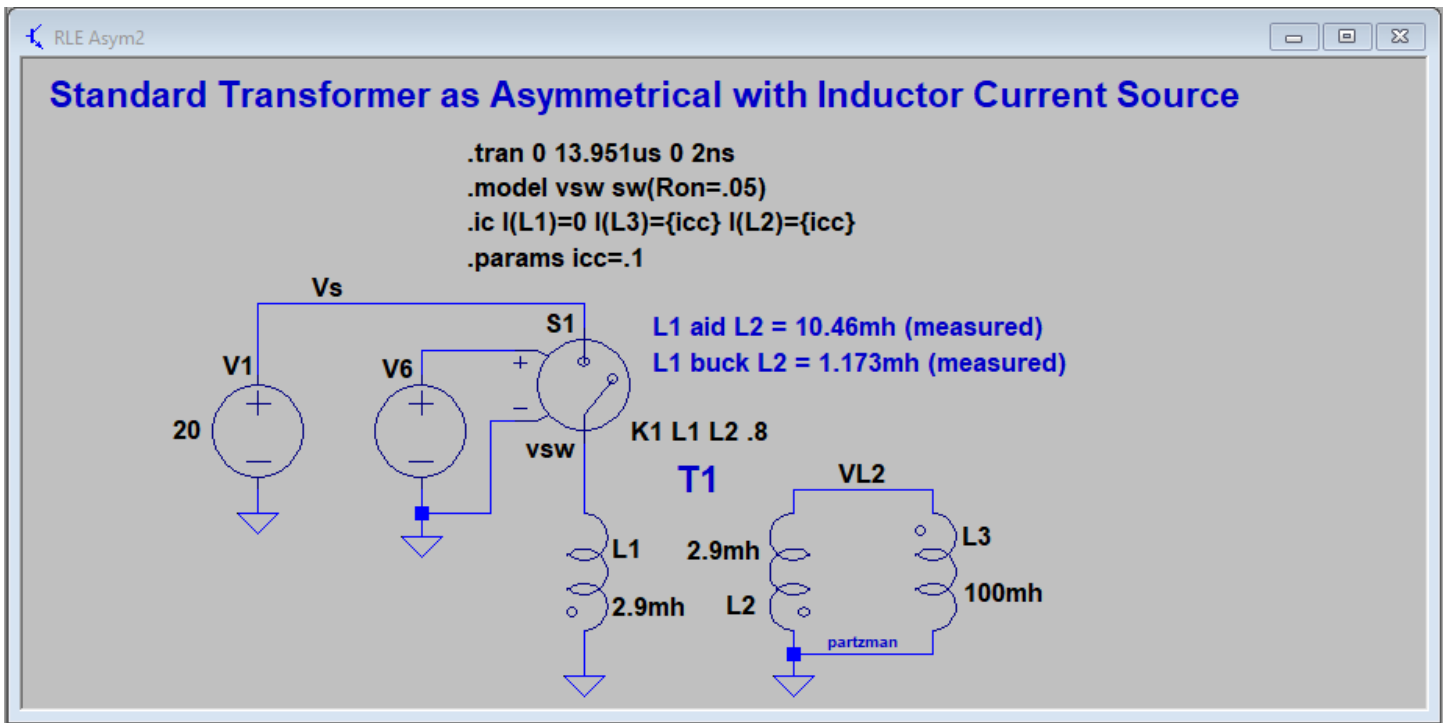 RLE Asym2
Standard Transformer as Asymmetrical with Inductor Current Source
.tran 0 13.951us 0 2ns
.model vsw sw(Ron=.05)
.ic I(L1)=0 I(L3)={icc} I(L2)={icc}
.params icc=.1
Vs
S1
L1 aid L2 = 10.46mh (measured)
L1 buck L2 = 1.173mh (measured)
V1
V6
20
K1 L1 L2 .8
vsw
T1
VL2
L1
2.9mh
L3
2.9mh
L2
100mh
partzman